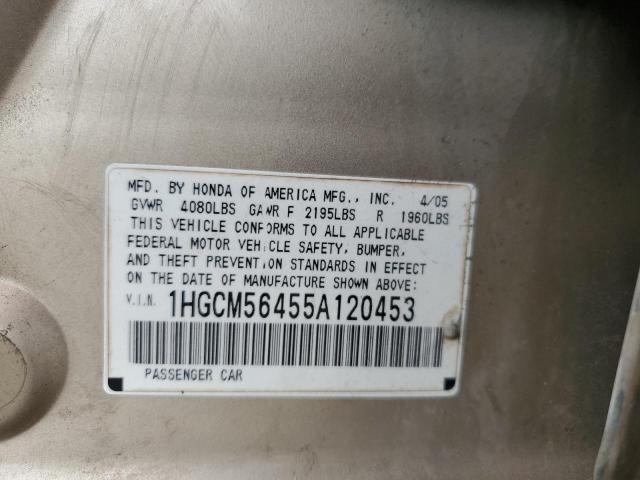 MFD. BY HONDA OF AMERICA MFG., INC. 4/05
GVWR 4080LBS GAWR F 2195LBS R 1960LBS
THIS VEHICLE CONFORMS TO ALL APPLICABLE
FEDERAL MOTOR VEHICLE SAFETY, BUMPER,
AND THEFT PREVENTION STANDARDS IN EFFECT
ON THE DATE OF MANUFACTURE SHOWN ABOVE:
V.I.N. 1HGCM56455A120453
PASSENGER CAR